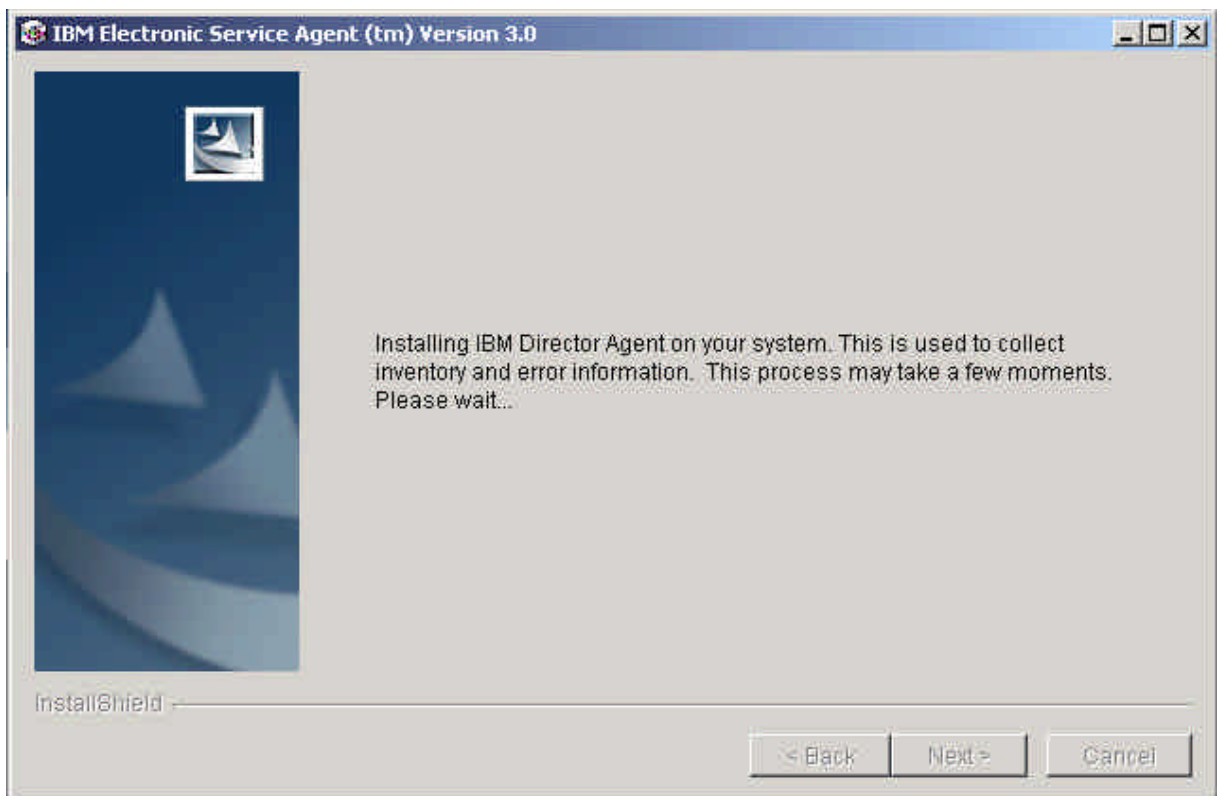 IBM Electronic Service Agent (tm) Version 3.0
Installing IBM Director Agent on your system. This is used to collect
inventory and error information. This process may take a few moments.
Please wait...
InstallShield
< Back
Next >
Cancel